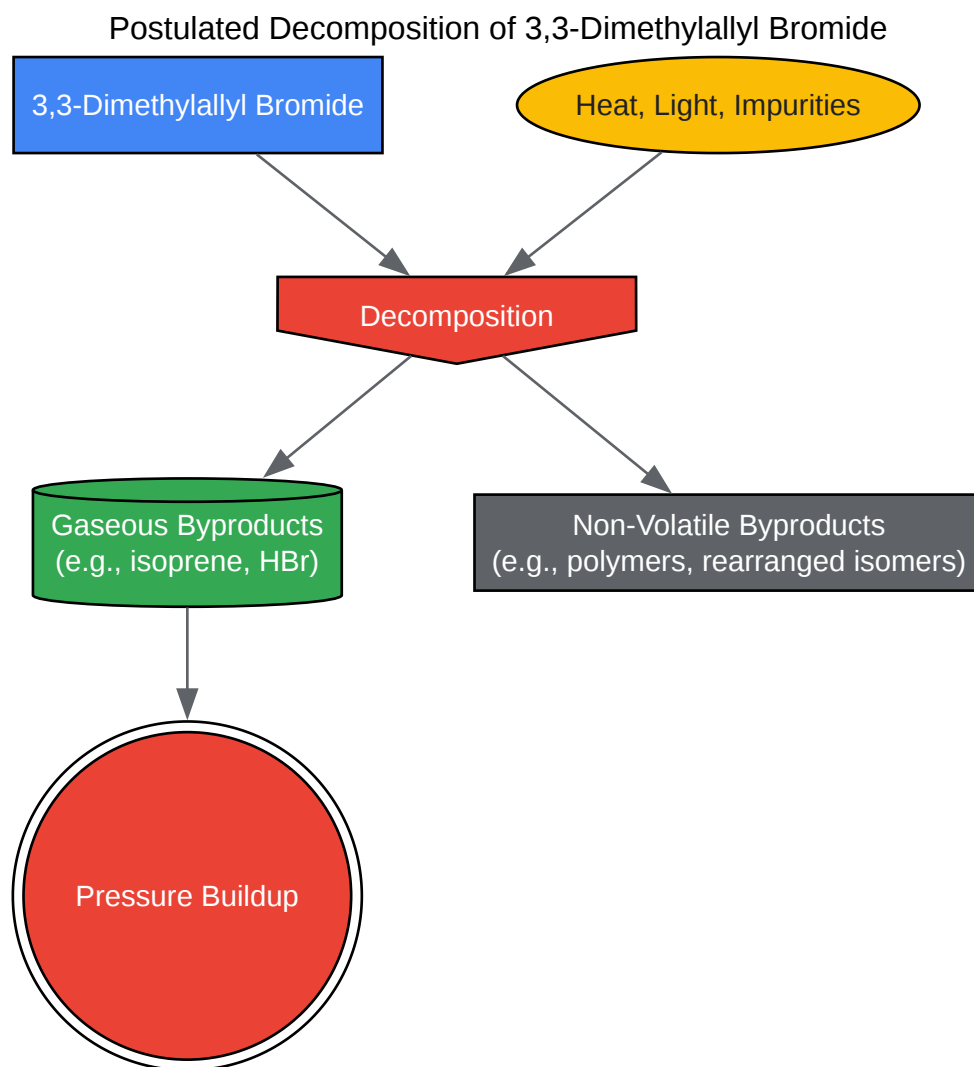 Postulated Decomposition of 3,3-Dimethylallyl Bromide
3,3-Dimethylallyl Bromide
Heat, Light, Impurities
Decomposition
Gaseous Byproducts
(e.g., isoprene, HBr)
Non-Volatile Byproducts
(e.g., polymers, rearranged isomers)
Pressure Buildup